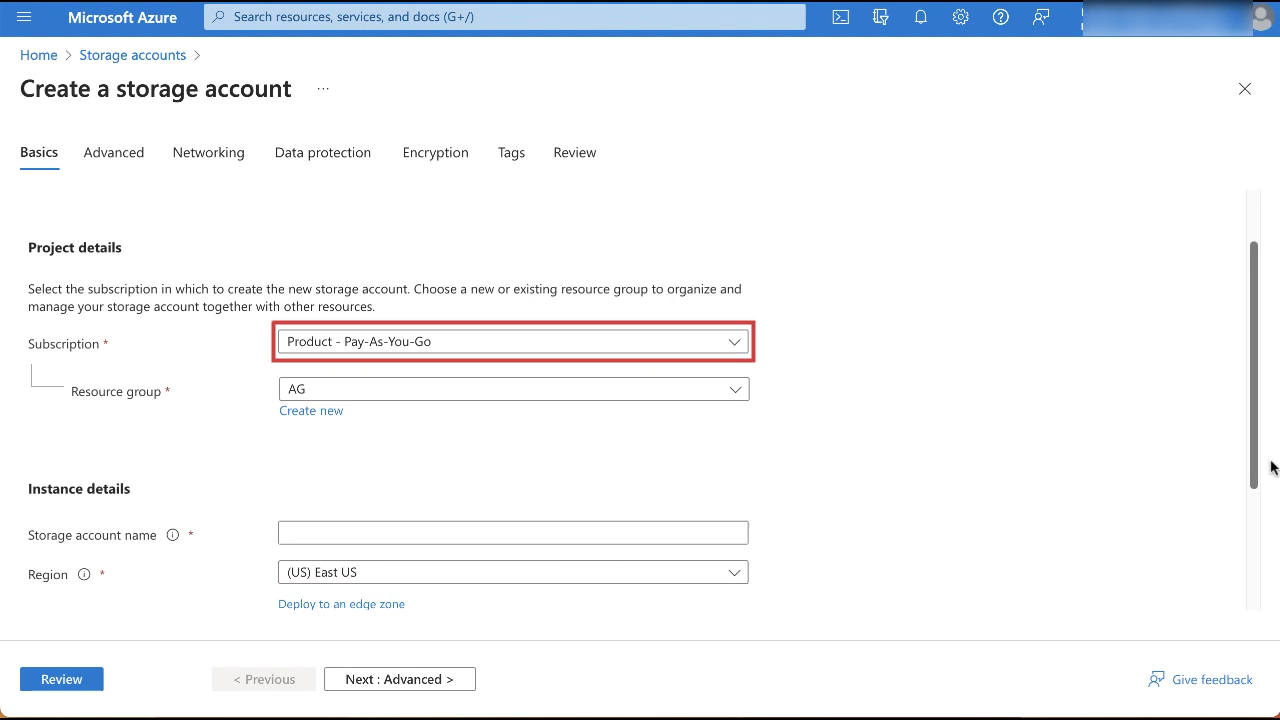 Microsoft Azure
Search resources, services, and docs (G+/)
Home > Storage accounts >
Create a storage account ...
Basics Advanced Networking Data protection Encryption Tags Review
Project details
Select the subscription in which to create the new storage account. Choose a new or existing resource group to organize and
manage your storage account together with other resources.
Subscription * Product - Pay-As-You-Go
Resource group * AG
Create new
Instance details
Storage account name *
Region * (US) East US
Deploy to an edge zone
Review < Previous Next : Advanced > Give feedback